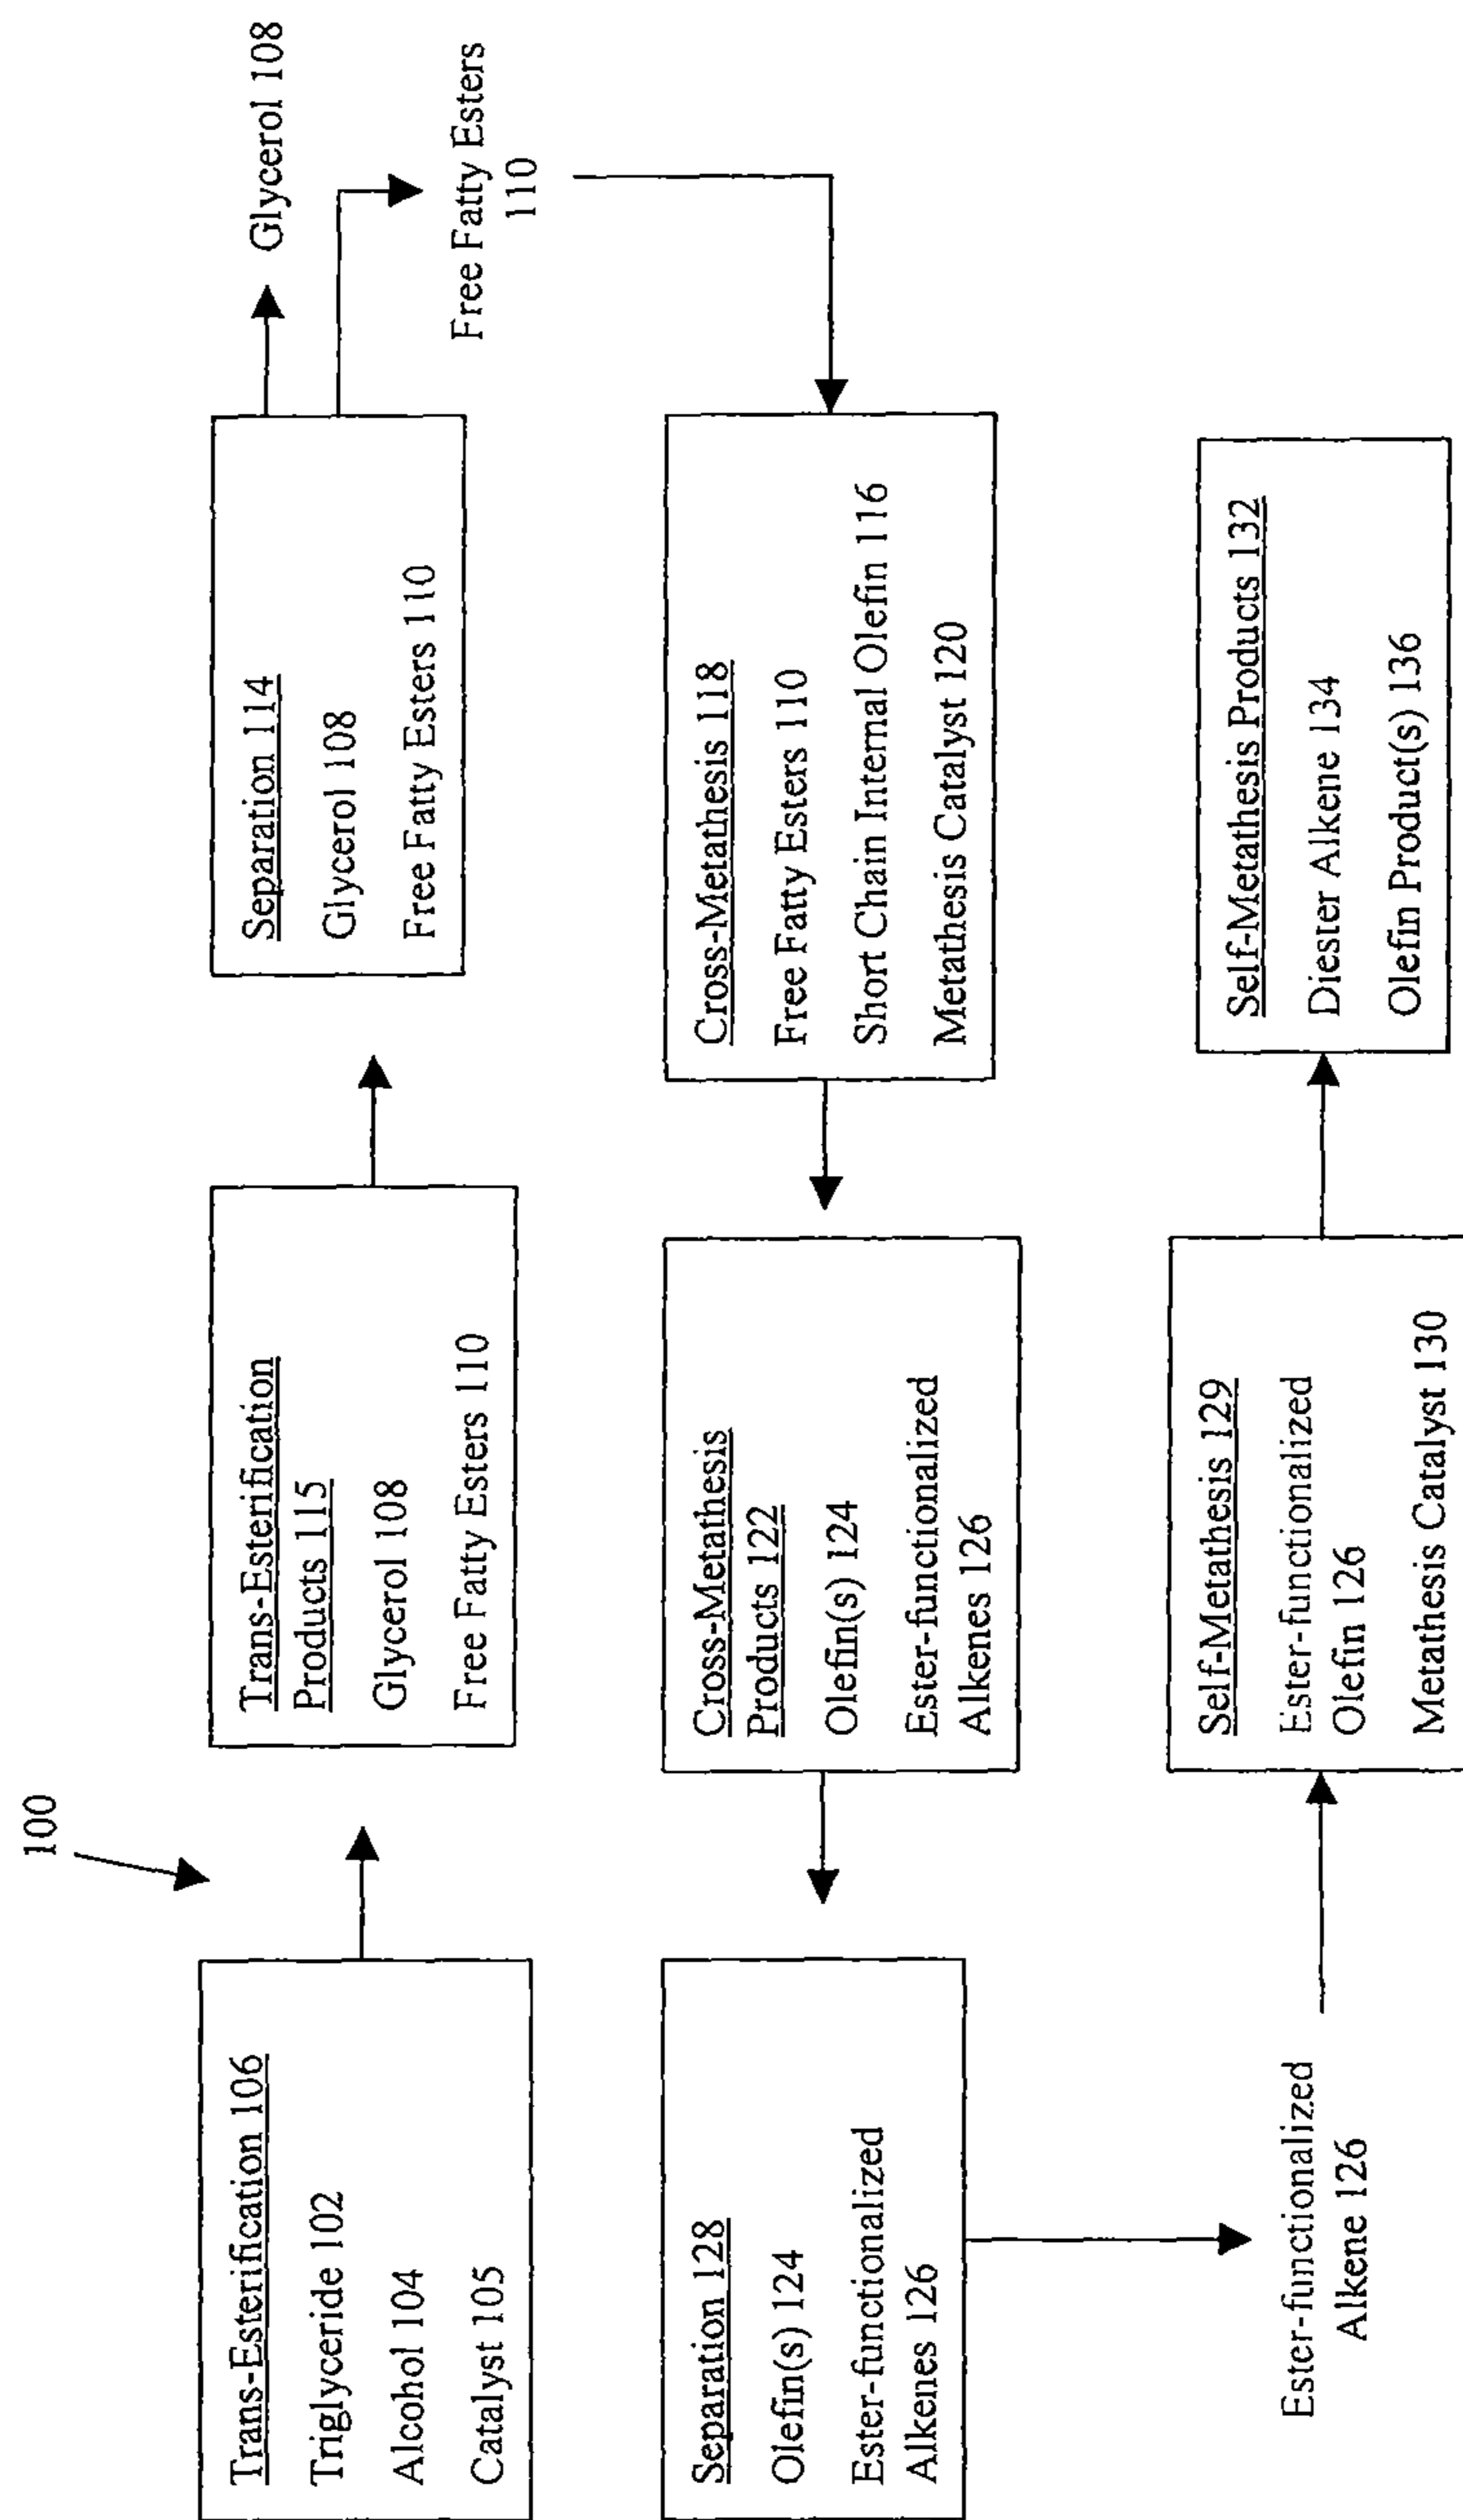 100
Trans-Esterification 106
Triglyceride 102
Alcohol 104
Catalyst 105
Trans-Esterification
Products 115
Glycerol 108
Free Fatty Esters 110
Separation 114
Glycerol 108
Free Fatty Esters 110
Glycerol 108
Free Fatty Esters
110
Cross-Metathesis 118
Free Fatty Esters 110
Short Chain Internal Olefin 116
Metathesis Catalyst 120
Cross-Metathesis
Products 122
Olefin(s) 124
Ester-functionalized
Alkenes 126
Separation 128
Olefin(s) 124
Ester-functionalized
Alkenes 126
Ester-functionalized
Alkene 126
Self-Metathesis 129
Ester-functionalized
Olefin 126
Metathesis Catalyst 130
Self-Metathesis Products 132
Diester Alkene 134
Olefin Product(s) 136